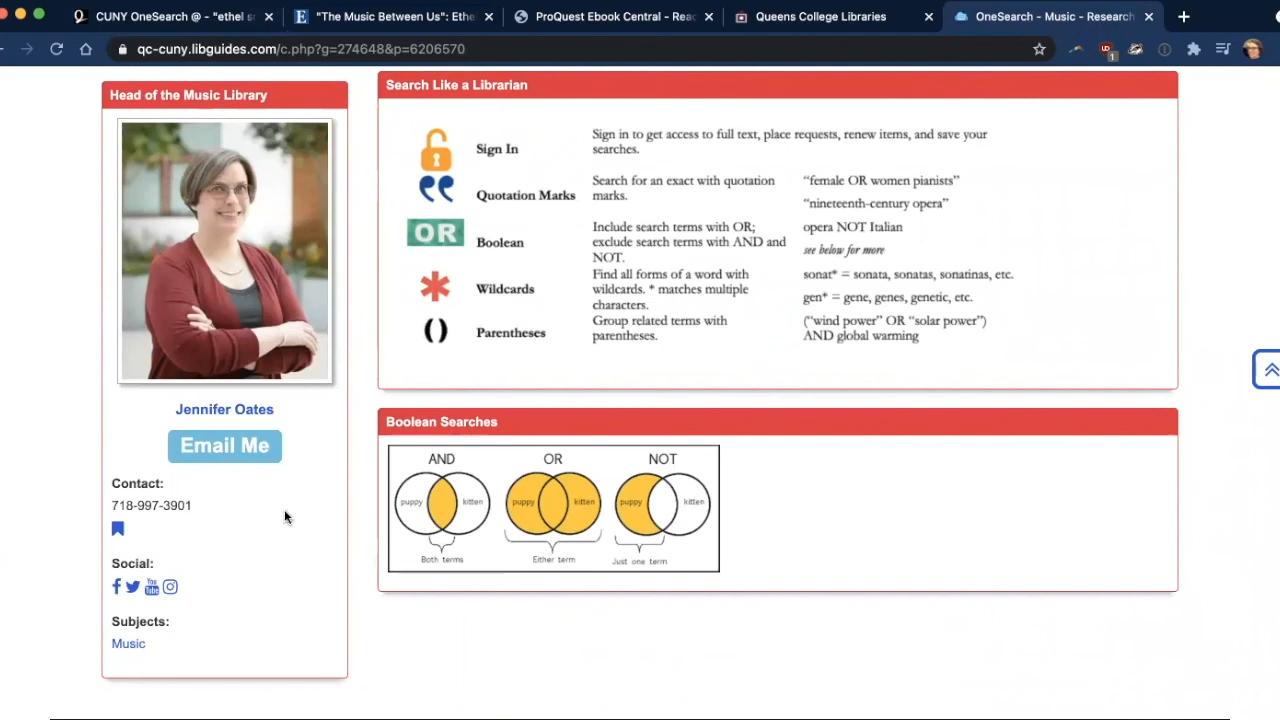 CUNY OneSearch @ - "ethel s
"The Music Between Us": Ethe
ProQuest Ebook Central - Rea
Queens College Libraries
OneSearch - Music - Research
qc-cuny.libguides.com/c.php?g=274648&p=6206570
Head of the Music Library
Jennifer Oates
Email Me
Contact:
718-997-3901
Social:
Subjects:
Music
Search Like a Librarian
Sign In
Sign in to get access to full text, place requests, renew items, and save your
searches.
Quotation Marks
Search for an exact with quotation
marks.
“female OR women pianists”
“nineteenth-century opera”
OR
Boolean
Include search terms with OR;
exclude search terms with AND and
NOT.
opera NOT Italian
see below for more
Wildcards
Find all forms of a word with
wildcards. * matches multiple
characters.
sonat* = sonata, sonatas, sonatinas, etc.
gen* = gene, genes, genetic, etc.
Parentheses
Group related terms with
parentheses.
(“wind power” OR “solar power”)
AND global warming
Boolean Searches
AND
puppy kitten
Both terms
OR
puppy kitten
Either term
NOT
puppy kitten
Just one term